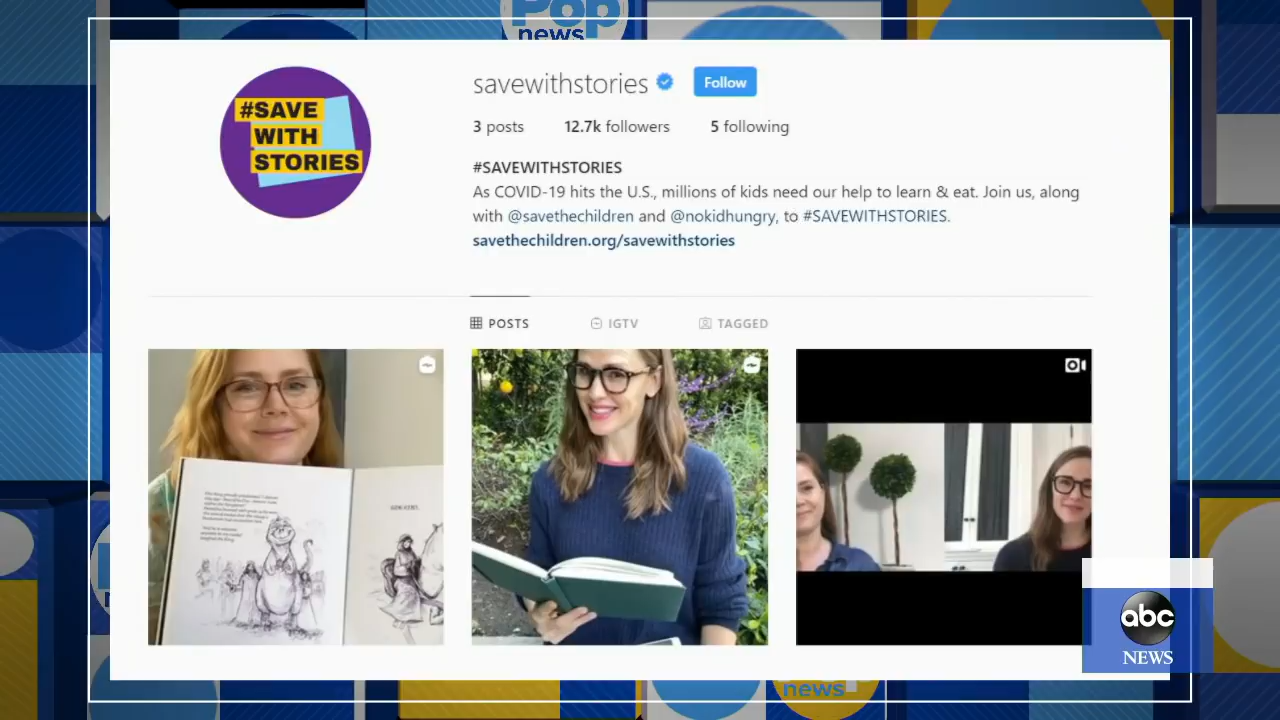 Pop
news
savewithstories
Follow
#SAVE
WITH
STORIES
3 posts 12.7k followers 5 following
#SAVEWITHSTORIES
As COVID-19 hits the U.S., millions of kids need our help to learn & eat. Join us, along
with @savethechildren and @nokidhungry, to #SAVEWITHSTORIES.
savethechildren.org/savewithstories
POSTS IGTV TAGGED
abc
NEWS
news